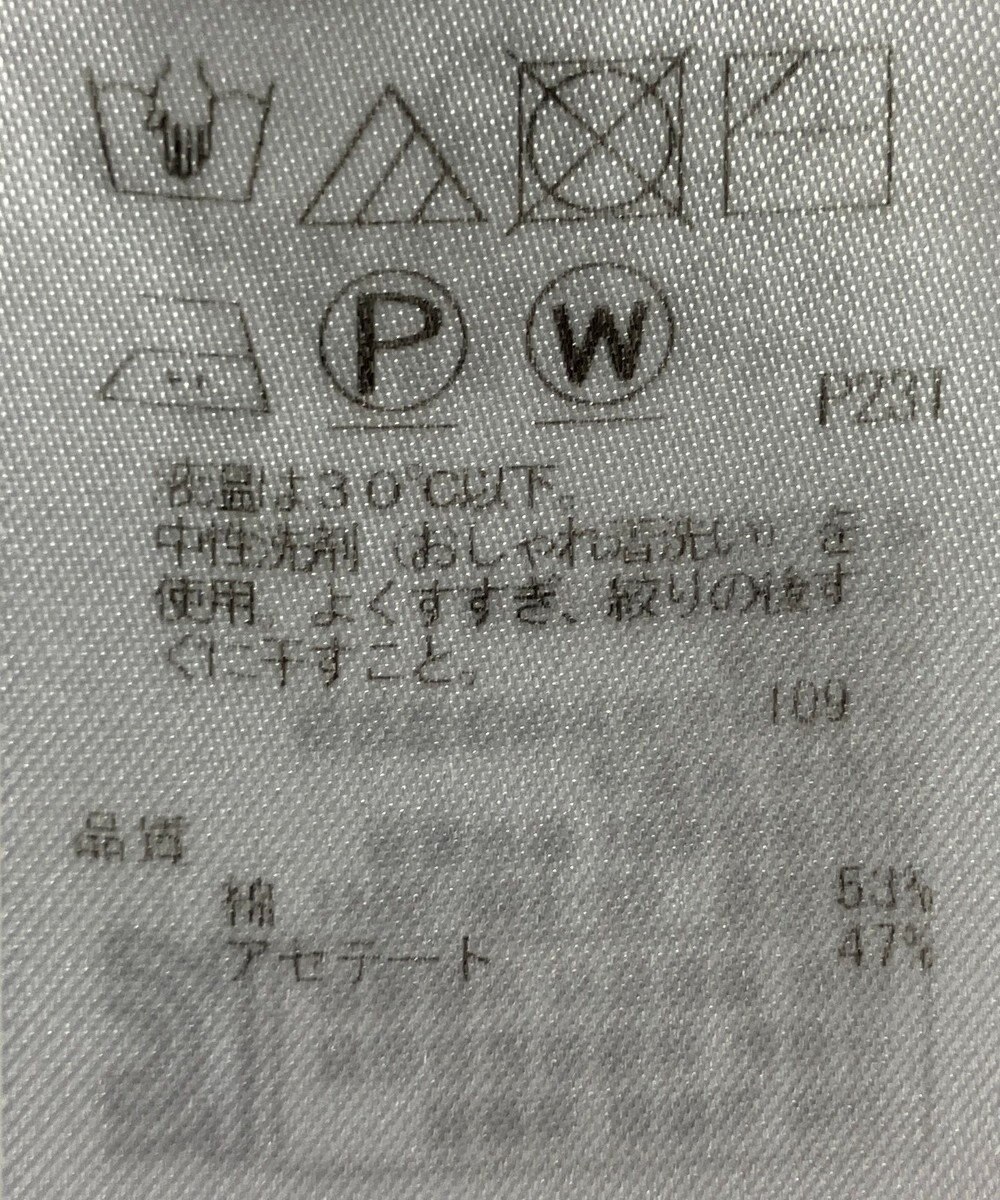 P W
P231
液温は30℃以下。
中性洗剤（おしゃれ着洗い）を
使用、よくすすぎ、絞りの後す
ぐに干すこと。
109
品質
綿 53%
アセテート 47%